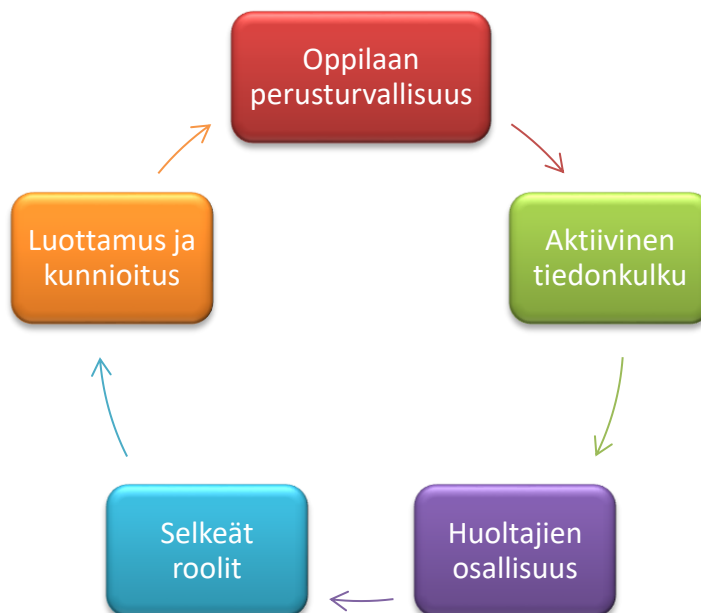 Oppilaan
perusturvallisuus
Aktiivinen
tiedonkulku
Huoltajien
osallisuus
Selkeät
roolit
Luottamus ja
kunnioitus